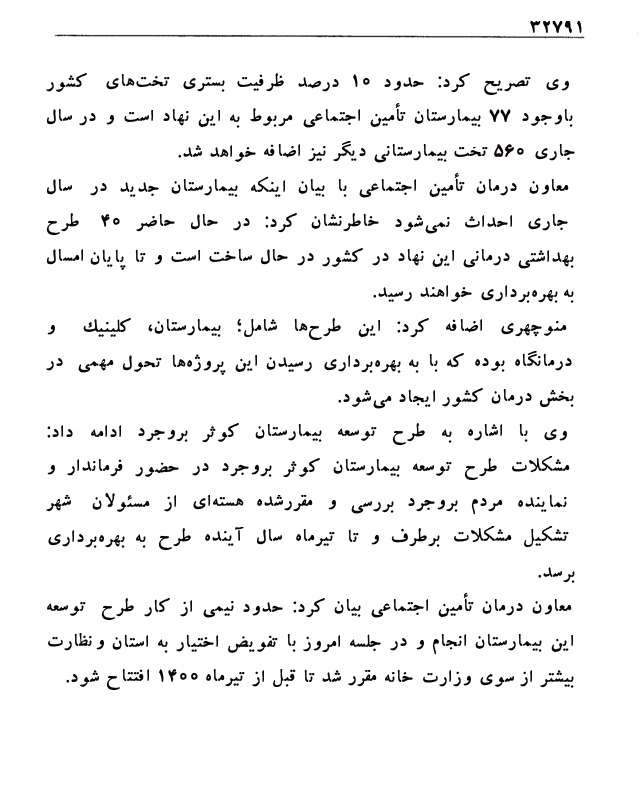 ۳۲۷۹۱
وی تصریح کرد: حدود ۱۰ درصد ظرفیت بستری تخت‌های کشور
باوجود ۷۷ بیمارستان تأمین اجتماعی مربوط به این نهاد است و در سال
جاری ۵۶۰ تخت بیمارستانی دیگر نیز اضافه خواهد شد.
معاون درمان تأمین اجتماعی با بیان اینکه بیمارستان جدید در سال
جاری احداث نمی‌شود خاطرنشان کرد: در حال حاضر ۴۰ طرح
بهداشتی درمانی این نهاد در کشور در حال ساخت است و تا پایان امسال
به بهره‌برداری خواهند رسید.
منوچهری اضافه کرد: این طرح‌ها شامل؛ بیمارستان، کلینیك و
درمانگاه بوده که با به بهره‌برداری رسیدن این پروژه‌ها تحول مهمی در
بخش درمان کشور ایجاد می‌شود.
وی با اشاره به طرح توسعه بیمارستان کوثر بروجرد ادامه داد:
مشکلات طرح توسعه بیمارستان کوثر بروجرد در حضور فرماندار و
نماینده مردم بروجرد بررسی و مقررشده هسته‌ای از مسئولان شهر
تشکیل مشکلات برطرف و تا تیرماه سال آینده طرح به بهره‌برداری
برسد.
معاون درمان تأمین اجتماعی بیان کرد: حدود نیمی از کار طرح توسعه
این بیمارستان انجام و در جلسه امروز با تفویض اختیار به استان و نظارت
بیشتر از سوی وزارت خانه مقرر شد تا قبل از تیرماه ۱۴۰۰ افتتاح شود.